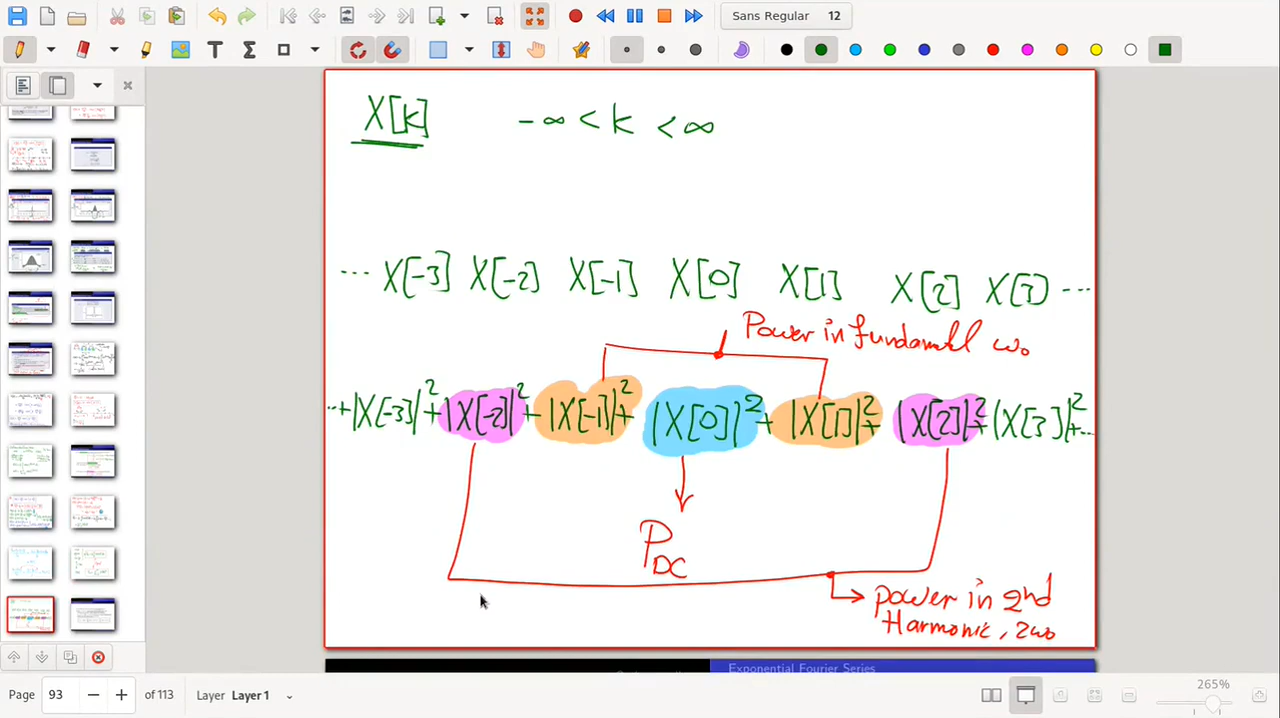 Sans Regular 12
X[k] -∞ < k < ∞
... X[-3] X[-2] X[-1] X[0] X[1] X[2] X[3] ...
Power in fundamental ω₀
...+|X[-3]|²+|X[-2]|²+|X[-1]|²+|X[0]|²+|X[1]|²+|X[2]|²+|X[3]|²+...
P_DC
power in 2nd
Harmonic, 2ω₀
Exponential Fourier Series
Page 93 of 113 Layer Layer 1 265%